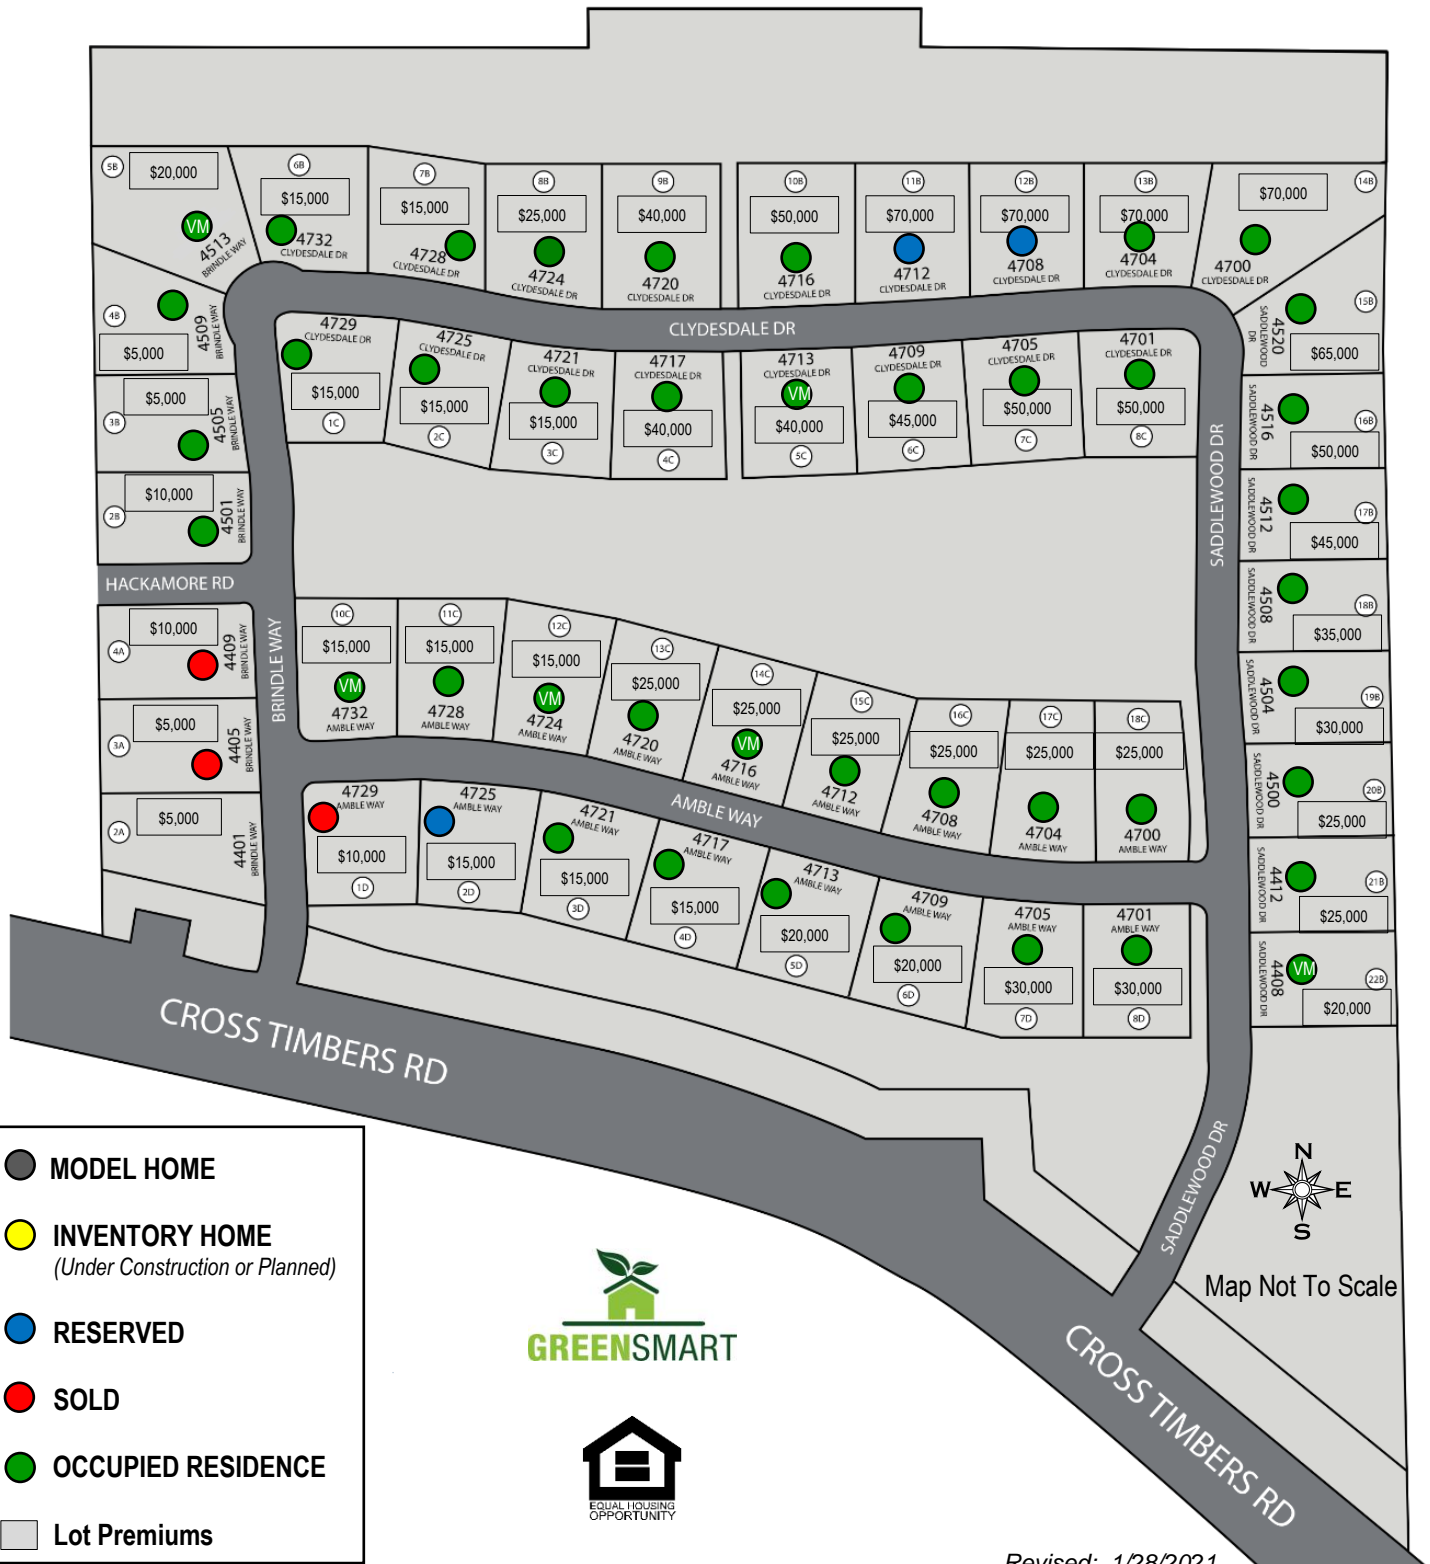 5B
$20,000
VM
4513
BRINDLE WAY
6B
$15,000
4732
CLYDESDALE DR
7B
$15,000
4728
CLYDESDALE DR
8B
$25,000
4724
CLYDESDALE DR
9B
$40,000
4720
CLYDESDALE DR
10B
$50,000
4716
CLYDESDALE DR
11B
$70,000
4712
CLYDESDALE DR
12B
$70,000
4708
CLYDESDALE DR
13B
$70,000
4704
CLYDESDALE DR
14B
$70,000
4700
CLYDESDALE DR
4B
$5,000
4509
BRINDLE WAY
3B
$5,000
4505
BRINDLE WAY
2B
$10,000
4501
BRINDLE WAY
CLYDESDALE DR
4729
CLYDESDALE DR
$15,000
1C
4725
CLYDESDALE DR
$15,000
2C
4721
CLYDESDALE DR
$15,000
3C
4717
CLYDESDALE DR
$40,000
4C
4713
CLYDESDALE DR
VM
$40,000
5C
4709
CLYDESDALE DR
$45,000
6C
4705
CLYDESDALE DR
$50,000
7C
4701
CLYDESDALE DR
$50,000
8C
15B
4520
SADDLEWOOD
DR
$65,000
16B
4516
SADDLEWOOD DR
$50,000
17B
4512
SADDLEWOOD DR
$45,000
18B
4508
SADDLEWOOD DR
$35,000
19B
4504
SADDLEWOOD DR
$30,000
20B
4500
SADDLEWOOD DR
$25,000
21B
4412
SADDLEWOOD DR
$25,000
22B
4408
SADDLEWOOD DR
VM
$20,000
SADDLEWOOD DR
HACKAMORE RD
BRINDLE WAY
4A
$10,000
4409
BRINDLE WAY
3A
$5,000
4405
BRINDLE WAY
2A
$5,000
4401
BRINDLE WAY
10C
$15,000
VM
4732
AMBLE WAY
11C
$15,000
4728
AMBLE WAY
12C
$15,000
VM
4724
AMBLE WAY
13C
$25,000
4720
AMBLE WAY
14C
$25,000
VM
4716
AMBLE WAY
15C
$25,000
4712
AMBLE WAY
16C
$25,000
4708
AMBLE WAY
17C
$25,000
4704
AMBLE WAY
18C
$25,000
4700
AMBLE WAY
AMBLE WAY
4729
AMBLE WAY
$10,000
1D
4725
AMBLE WAY
$15,000
2D
4721
AMBLE WAY
$15,000
3D
4717
AMBLE WAY
$15,000
4D
4713
AMBLE WAY
$20,000
5D
4709
AMBLE WAY
$20,000
6D
4705
AMBLE WAY
$30,000
7D
4701
AMBLE WAY
$30,000
8D
CROSS TIMBERS RD
SADDLEWOOD DR
N
W E
S
Map Not To Scale
CROSS TIMBERS RD
MODEL HOME
INVENTORY HOME
(Under Construction or Planned)
RESERVED
SOLD
OCCUPIED RESIDENCE
Lot Premiums
GREENSMART
EQUAL HOUSING
OPPORTUNITY
Revised: 1/28/2021